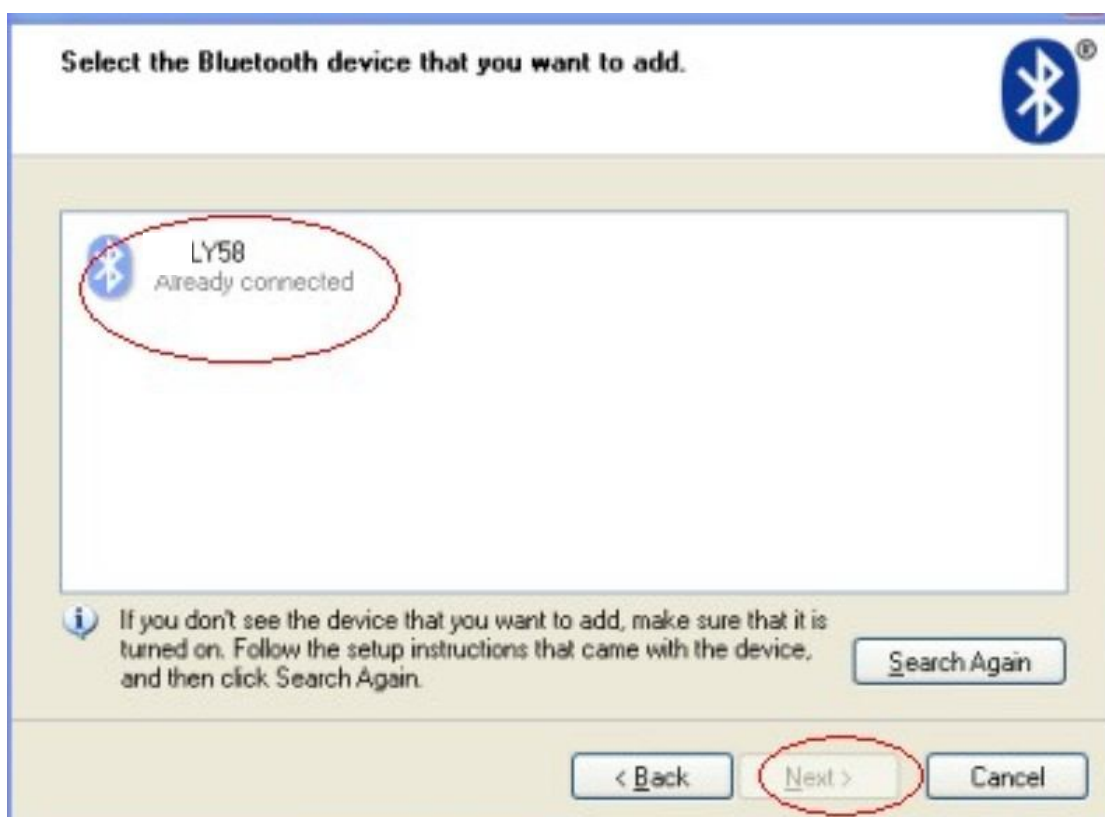 Select the Bluetooth device that you want to add.
®
LY58
Already connected
If you don't see the device that you want to add, make sure that it is
turned on. Follow the setup instructions that came with the device,
and then click Search Again.
Search Again
< Back
Next >
Cancel